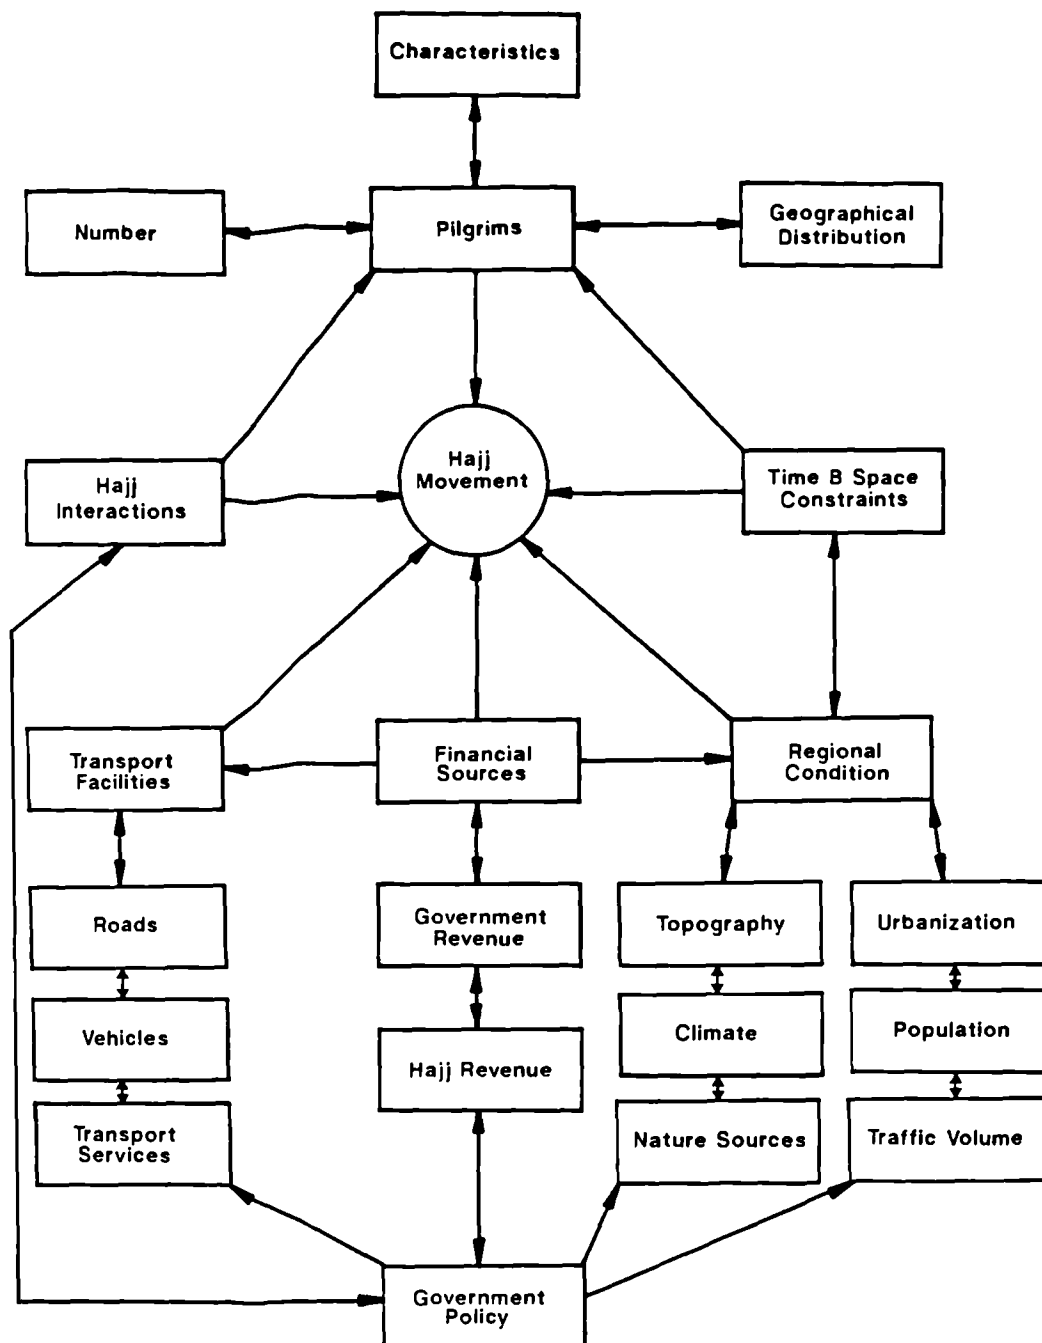 Characteristics
Number
Pilgrims
Geographical
Distribution
Hajj
Interactions
Hajj
Movement
Time B Space
Constraints
Transport
Facilities
Financial
Sources
Regional
Condition
Roads
Government
Revenue
Topography
Urbanization
Vehicles
Hajj Revenue
Climate
Population
Transport
Services
Nature Sources
Traffic Volume
Government
Policy